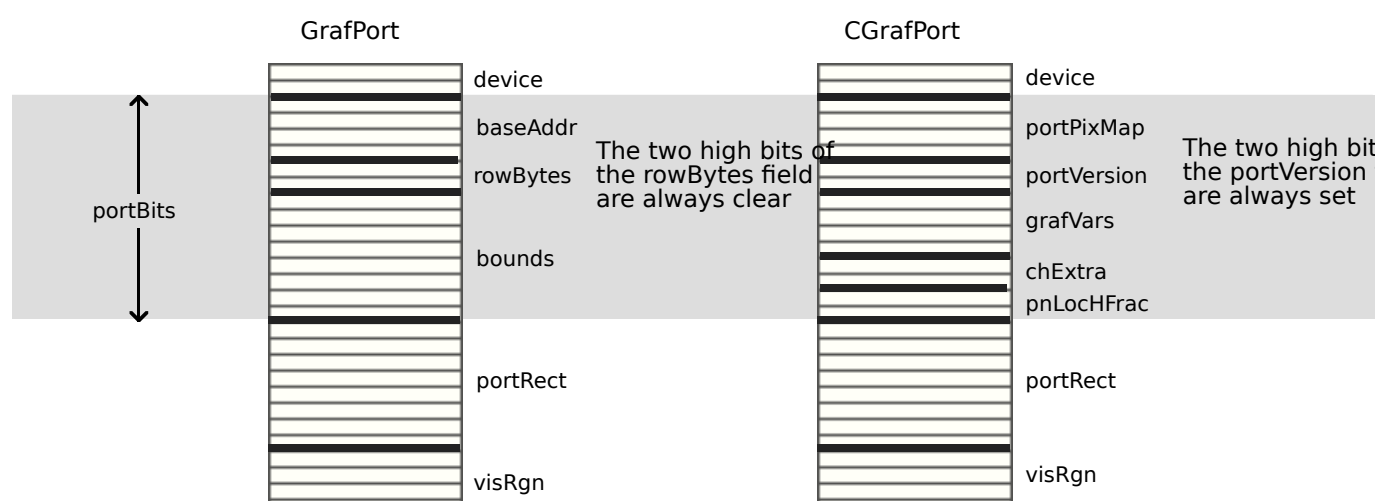 GrafPort
CGrafPort
device
baseAddr
rowBytes
bounds
portRect
visRgn
portBits
The two high bits of
the rowBytes field
are always clear
device
portPixMap
portVersion
grafVars
chExtra
pnLocHFrac
portRect
visRgn
The two high bit
the portVersion
are always set